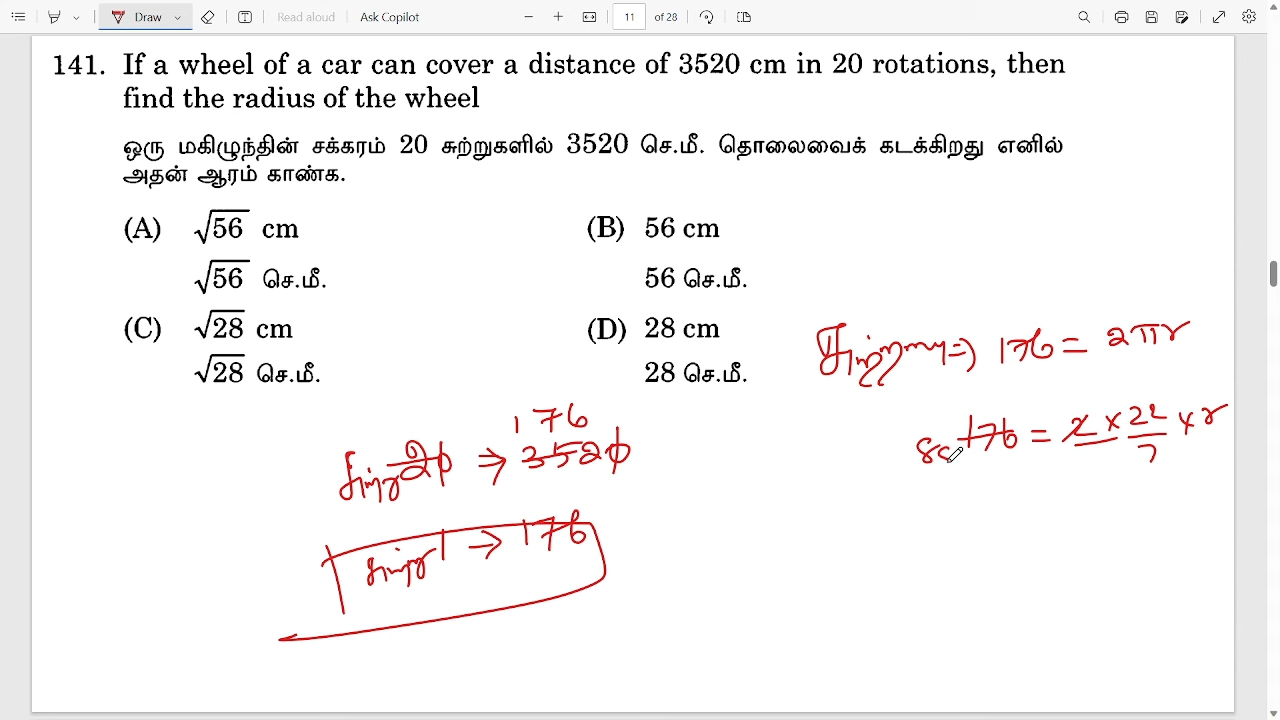 Draw
Read aloud
Ask Copilot
11 of 28
141. If a wheel of a car can cover a distance of 3520 cm in 20 rotations, then
find the radius of the wheel
ஒரு மகிழுந்தின் சக்கரம் 20 சுற்றுகளில் 3520 செ.மீ. தொலைவைக் கடக்கிறது எனில்
அதன் ஆரம் காண்க.
(A) √56 cm
√56 செ.மீ.
(B) 56 cm
56 செ.மீ.
(C) √28 cm
√28 செ.மீ.
(D) 28 cm
28 செ.மீ.
⇒ 176 = 2πr
88 176 = 2 × 22/7 × r
176
சுற்று 20 ⇒ 3520
சுற்று 1 → 176